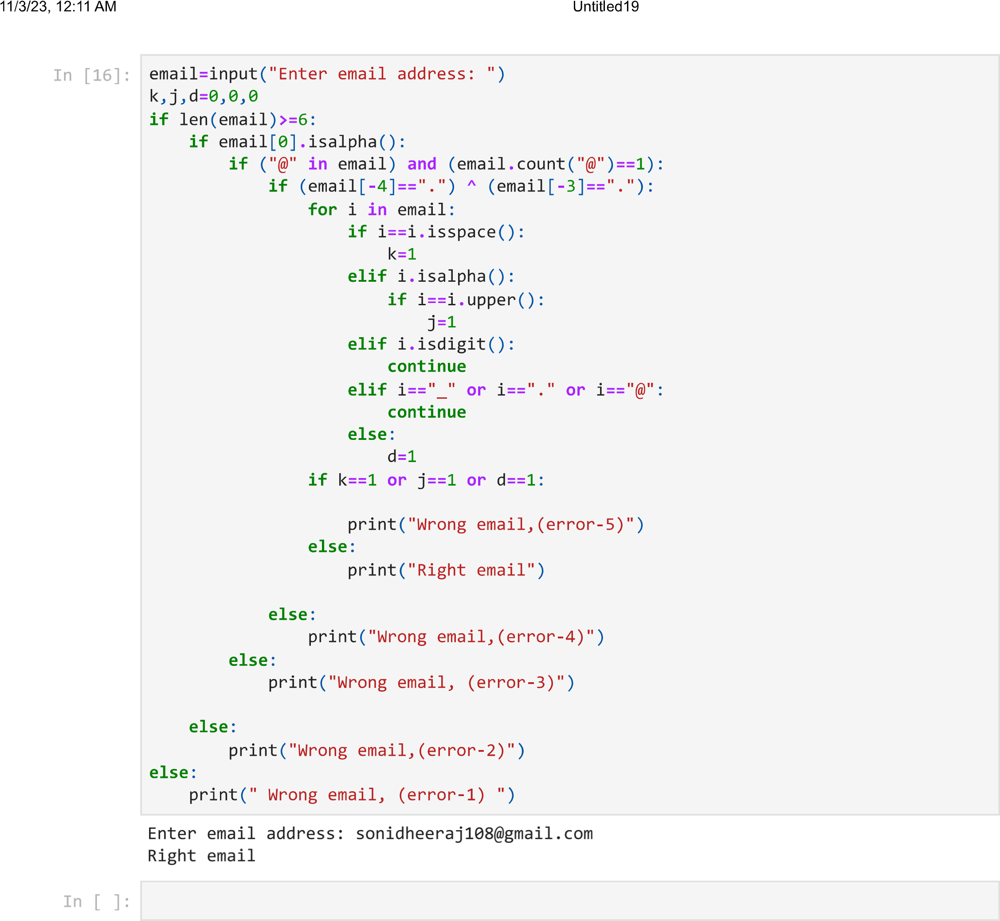 11/3/23, 12:11 AM Untitled19
In [16]: email=input("Enter email address: ")
k,j,d=0,0,0
if len(email)>=6:
    if email[0].isalpha():
        if ("@" in email) and (email.count("@")==1):
            if (email[-4]==".") ^ (email[-3]=="."):
                for i in email:
                    if i==i.isspace():
                        k=1
                    elif i.isalpha():
                        if i==i.upper():
                            j=1
                    elif i.isdigit():
                        continue
                    elif i=="_" or i=="." or i=="@":
                        continue
                    else:
                        d=1
                if k==1 or j==1 or d==1:
                    print("Wrong email,(error-5)")
                else:
                    print("Right email")
            else:
                print("Wrong email,(error-4)")
        else:
            print("Wrong email, (error-3)")
    else:
        print("Wrong email,(error-2)")
else:
    print(" Wrong email, (error-1) ")
Enter email address: sonidheeraj108@gmail.com
Right email
In [ ]: